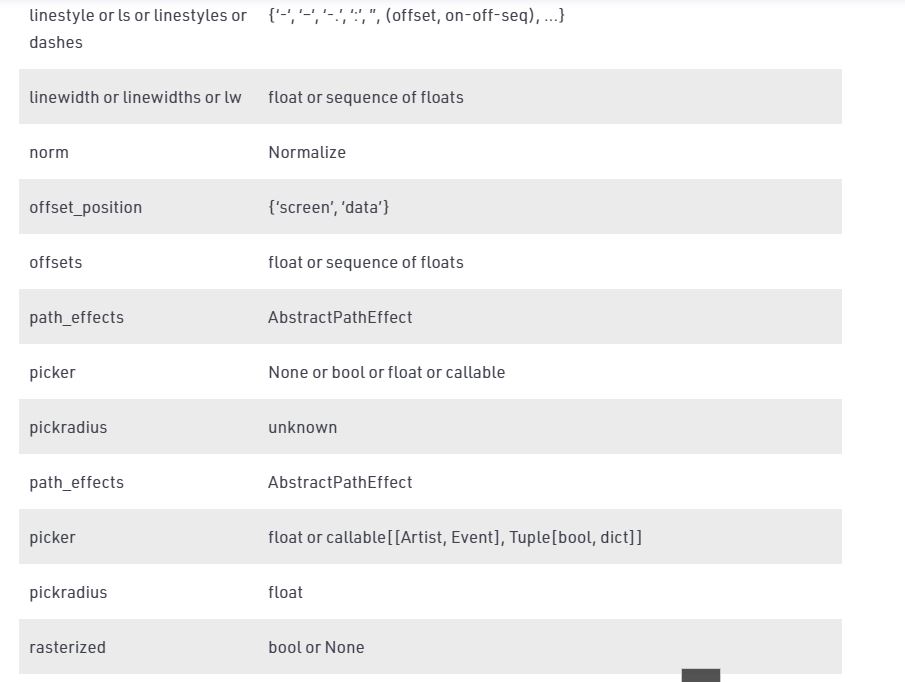 linestyle or ls or linestyles or {‘-‘, ‘–‘, ‘-.‘, ‘:’, ”, (offset, on-off-seq), …}
dashes
linewidth or linewidths or lw float or sequence of floats
norm Normalize
offset_position {‘screen’, ‘data’}
offsets float or sequence of floats
path_effects AbstractPathEffect
picker None or bool or float or callable
pickradius unknown
path_effects AbstractPathEffect
picker float or callable[[Artist, Event], Tuple[bool, dict]]
pickradius float
rasterized bool or None